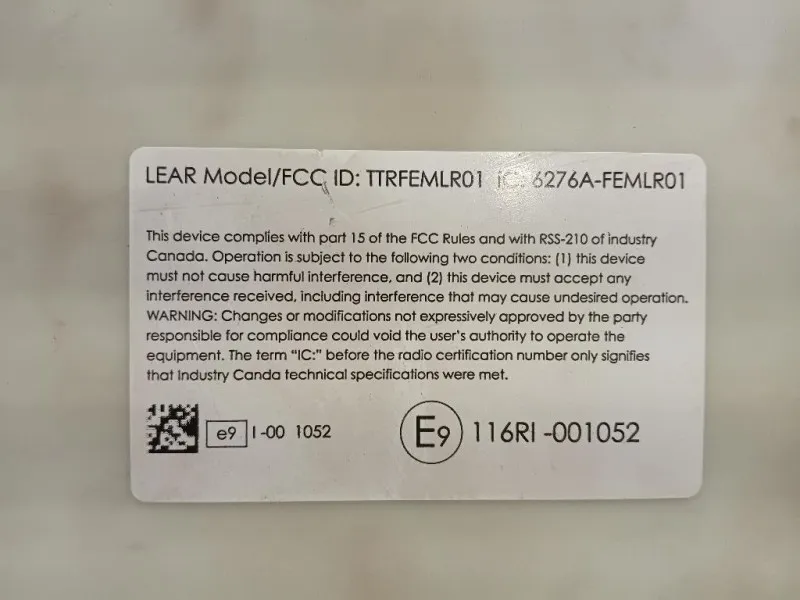 LEAR Model/FCC ID: TTRFEMLR01 IC: 6276A-FEMLR01
This device complies with part 15 of the FCC Rules and with RSS-210 of Industry
Canada. Operation is subject to the following two conditions: (1) this device
must not cause harmful interference, and (2) this device must accept any
interference received, including interference that may cause undesired operation.
WARNING: Changes or modifications not expressively approved by the party
responsible for compliance could void the user's authority to operate the
equipment. The term "IC:" before the radio certification number only signifies
that Industry Canda technical specifications were met.
e9 I-00 1052 E9 116RI -001052